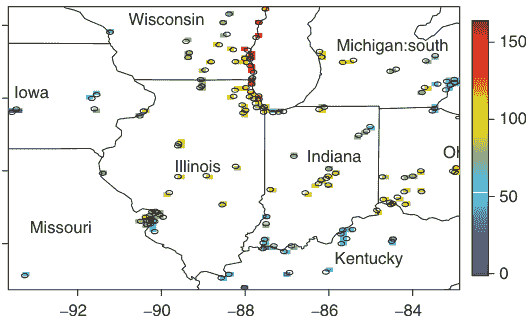 Wisconsin
Michigan:south
Iowa
Illinois
Indiana
Oh
Missouri
Kentucky
150
100
50
0
−92 −90 −88 −86 −84